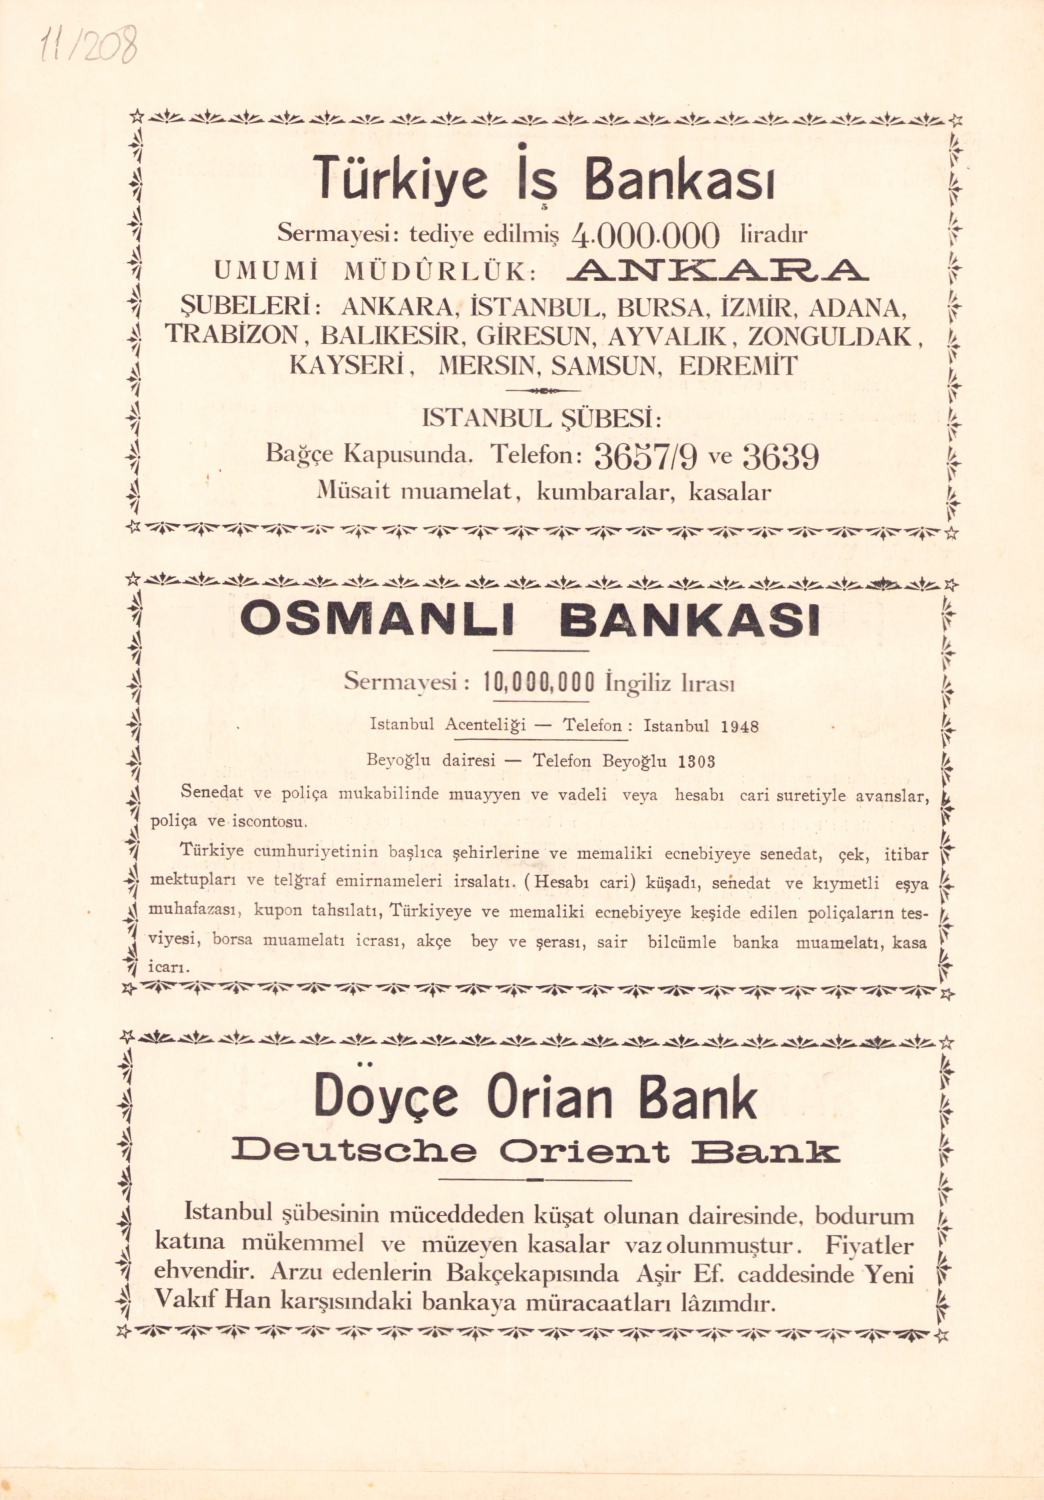 11/208
Türkiye İş Bankası
Sermayesi: tediye edilmiş 4.000.000 liradır
UMUMİ MÜDÛRLÜK: ANKARA
ŞUBELERİ: ANKARA, İSTANBUL, BURSA, İZMİR, ADANA,
TRABİZON, BALIKESİR, GİRESUN, AYVALIK, ZONGULDAK,
KAYSERİ, MERSIN, SAMSUN, EDREMİT
ISTANBUL ŞÜBESİ:
Bağçe Kapusunda. Telefon: 3657/9 ve 3639
Müsait muamelat, kumbaralar, kasalar
OSMANLI BANKASI
Sermayesi: 10,000,000 İngiliz lırası
Istanbul Acenteliği — Telefon: Istanbul 1948
Beyoğlu dairesi — Telefon Beyoğlu 1303
Senedat ve poliça mukabilinde muayyen ve vadeli veya hesabı cari suretiyle avanslar,
poliça ve iscontosu.
Türkiye cumhuriyetinin başlıca şehirlerine ve memaliki ecnebiyeye senedat, çek, itibar
mektupları ve telğraf emirnameleri irsalatı. (Hesabı cari) küşadı, senedat ve kıymetli eşya
muhafazası, kupon tahsilatı, Türkiyeye ve memaliki ecnebiyeye keşide edilen poliçaların tes-
viyesi, borsa muamelatı icrası, akçe bey ve şerası, sair bilcümle banka muamelatı, kasa
icarı.
Döyçe Orian Bank
Deutsche Orient Bank
Istanbul şübesinin müceddeden küşat olunan dairesinde, bodurum
katına mükemmel ve müzeyen kasalar vazolunmuştur. Fiyatler
ehvendir. Arzu edenlerin Bakçekapısında Aşir Ef. caddesinde Yeni
Vakıf Han karşısındaki bankaya müracaatları lâzımdır.